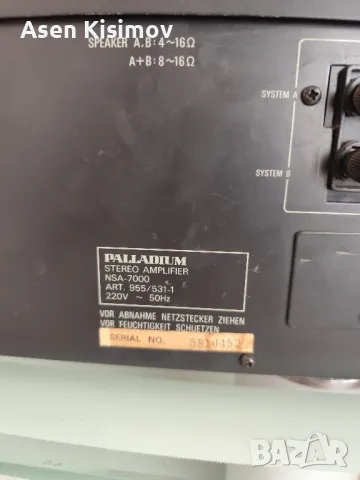 Asen Kisimov
SPEAKER A, B: 4~16Ω
A+B: 8~16Ω
SYSTEM A
SYSTEM B
PALLADIUM
STEREO AMPLIFIER
NSA-7000
ART. 955/531-1
220V ~ 50Hz
VOR ABNAHME NETZSTECKER ZIEHEN
VOR FEUCHTIGKEIT SCHUETZEN
SERIAL NO. 5810452
bazar